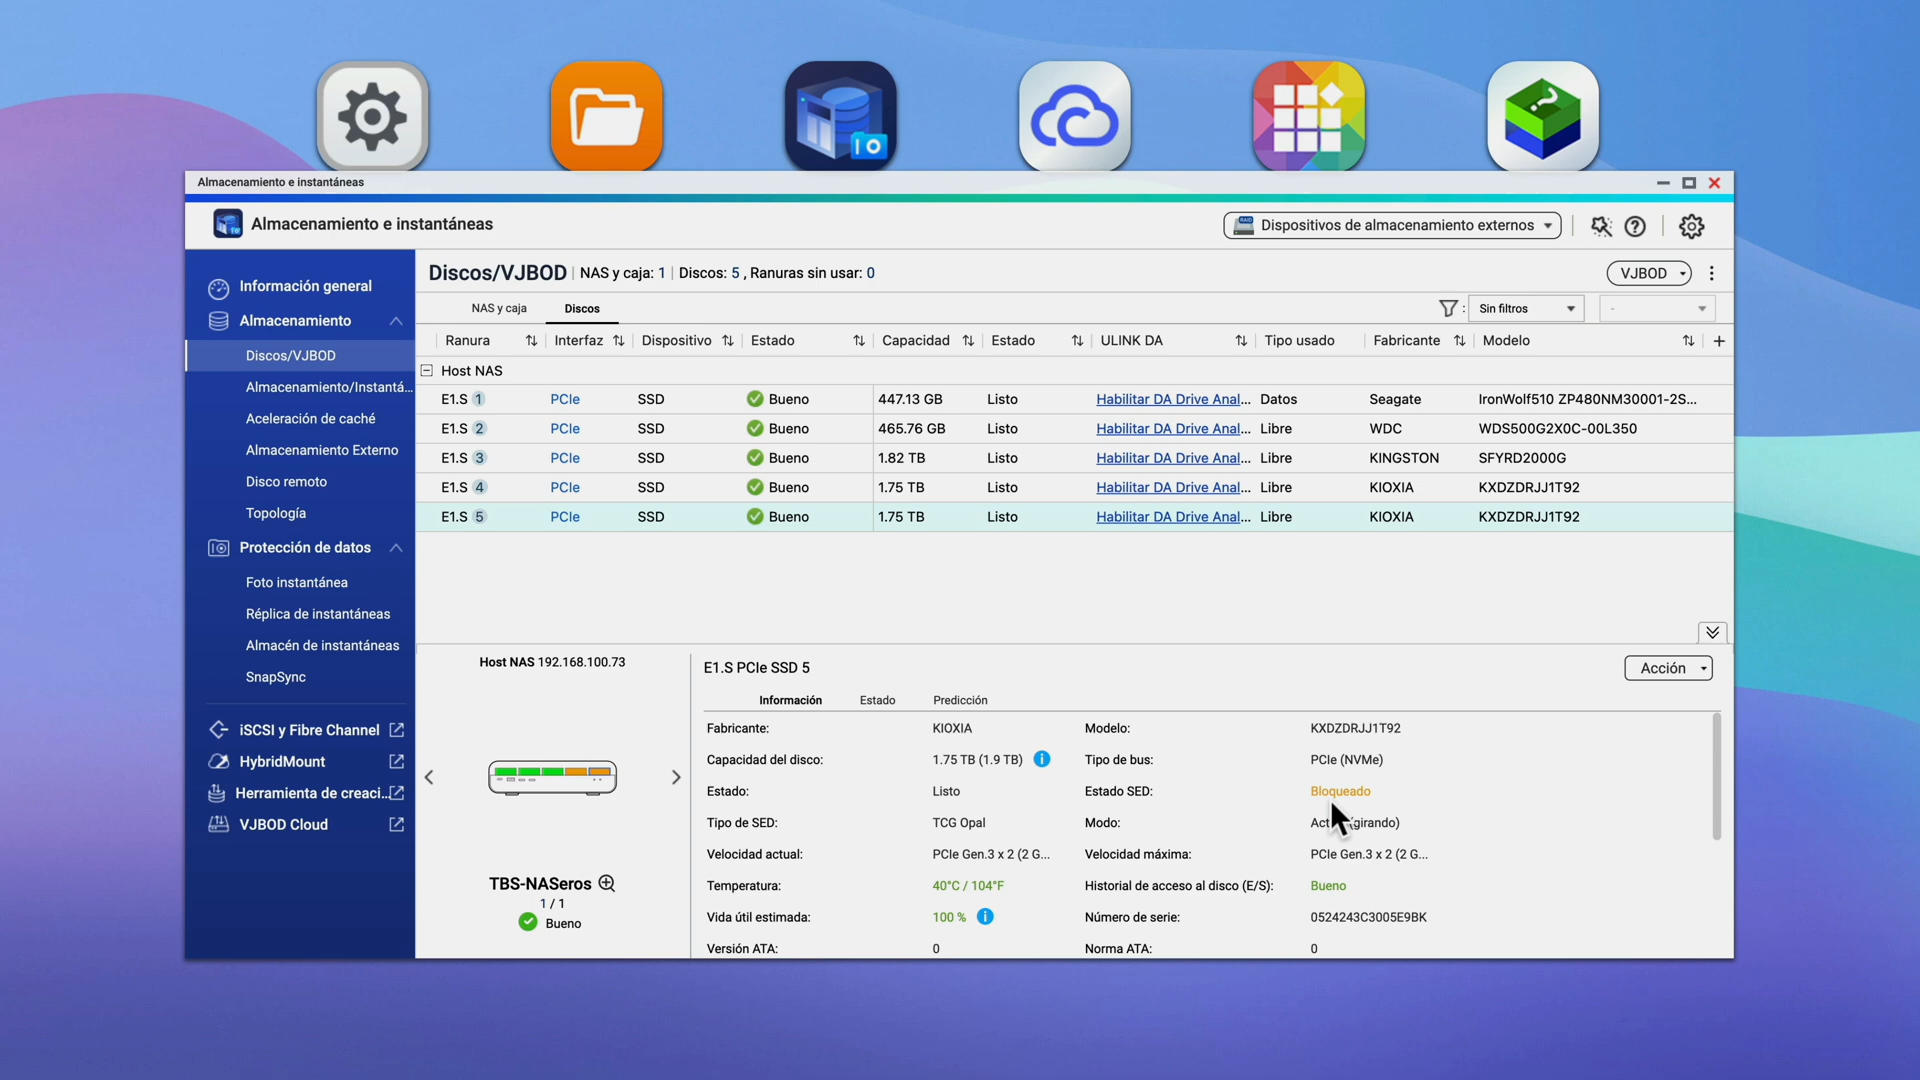 Almacenamiento e instantáneas
Almacenamiento e instantáneas
Dispositivos de almacenamiento externos
Información general
Almacenamiento
Discos/VJBOD
Almacenamiento/Instantá...
Aceleración de caché
Almacenamiento Externo
Disco remoto
Topología
Protección de datos
Foto instantánea
Réplica de instantáneas
Almacén de instantáneas
SnapSync
iSCSI y Fibre Channel
HybridMount
Herramienta de creaci...
VJBOD Cloud
Discos/VJBOD | NAS y caja: 1 | Discos: 5 , Ranuras sin usar: 0
VJBOD
NAS y caja Discos
: Sin filtros -
Ranura Interfaz Dispositivo Estado Capacidad Estado ULINK DA Tipo usado Fabricante Modelo
Host NAS
E1.S 1 PCIe SSD Bueno 447.13 GB Listo Habilitar DA Drive Anal... Datos Seagate IronWolf510 ZP480NM30001-2S...
E1.S 2 PCIe SSD Bueno 465.76 GB Listo Habilitar DA Drive Anal... Libre WDC WDS500G2X0C-00L350
E1.S 3 PCIe SSD Bueno 1.82 TB Listo Habilitar DA Drive Anal... Libre KINGSTON SFYRD2000G
E1.S 4 PCIe SSD Bueno 1.75 TB Listo Habilitar DA Drive Anal... Libre KIOXIA KXDZDRJJ1T92
E1.S 5 PCIe SSD Bueno 1.75 TB Listo Habilitar DA Drive Anal... Libre KIOXIA KXDZDRJJ1T92
Host NAS 192.168.100.73
TBS-NASeros
1 / 1
Bueno
E1.S PCIe SSD 5
Acción
Información Estado Predicción
Fabricante: KIOXIA Modelo: KXDZDRJJ1T92
Capacidad del disco: 1.75 TB (1.9 TB) Tipo de bus: PCIe (NVMe)
Estado: Listo Estado SED: Bloqueado
Tipo de SED: TCG Opal Modo: (girando)
Velocidad actual: PCIe Gen.3 x 2 (2 G... Velocidad máxima: PCIe Gen.3 x 2 (2 G...
Temperatura: 40°C / 104°F Historial de acceso al disco (E/S): Bueno
Vida útil estimada: 100 % Número de serie: 0524243C3005E9BK
Versión ATA: 0 Norma ATA: 0